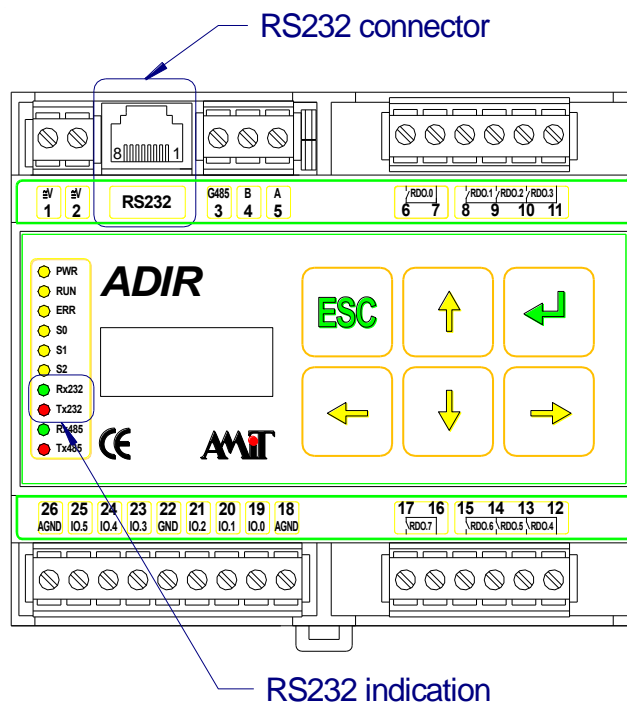 RS232 connector
8 1
≅V ≅V RS232 G485 B A RDO.0 RDO.1 RDO.2 RDO.3
1 2 3 4 5 6 7 8 9 10 11
PWR
RUN
ERR
S0
S1
S2
Rx232
Tx232
Rx485
Tx485
ADIR
ESC
CE AMiT
26 25 24 23 22 21 20 19 18 17 16 15 14 13 12
AGND IO.5 IO.4 IO.3 GND IO.2 IO.1 IO.0 AGND RDO.7 RDO.6 RDO.5 RDO.4
RS232 indication